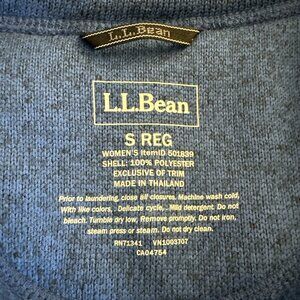 L.L.Bean
L.L.Bean
S REG
WOMEN'S ItemID 501839
SHELL: 100% POLYESTER
EXCLUSIVE OF TRIM
MADE IN THAILAND
Prior to laundering, close all closures. Machine wash cold.
With like colors. Delicate cycle. Mild detergent. Do not
bleach. Tumble dry low. Remove promptly. Do not iron,
steam press or steam. Do not dry clean.
RN71341 VN1003707
CA04754